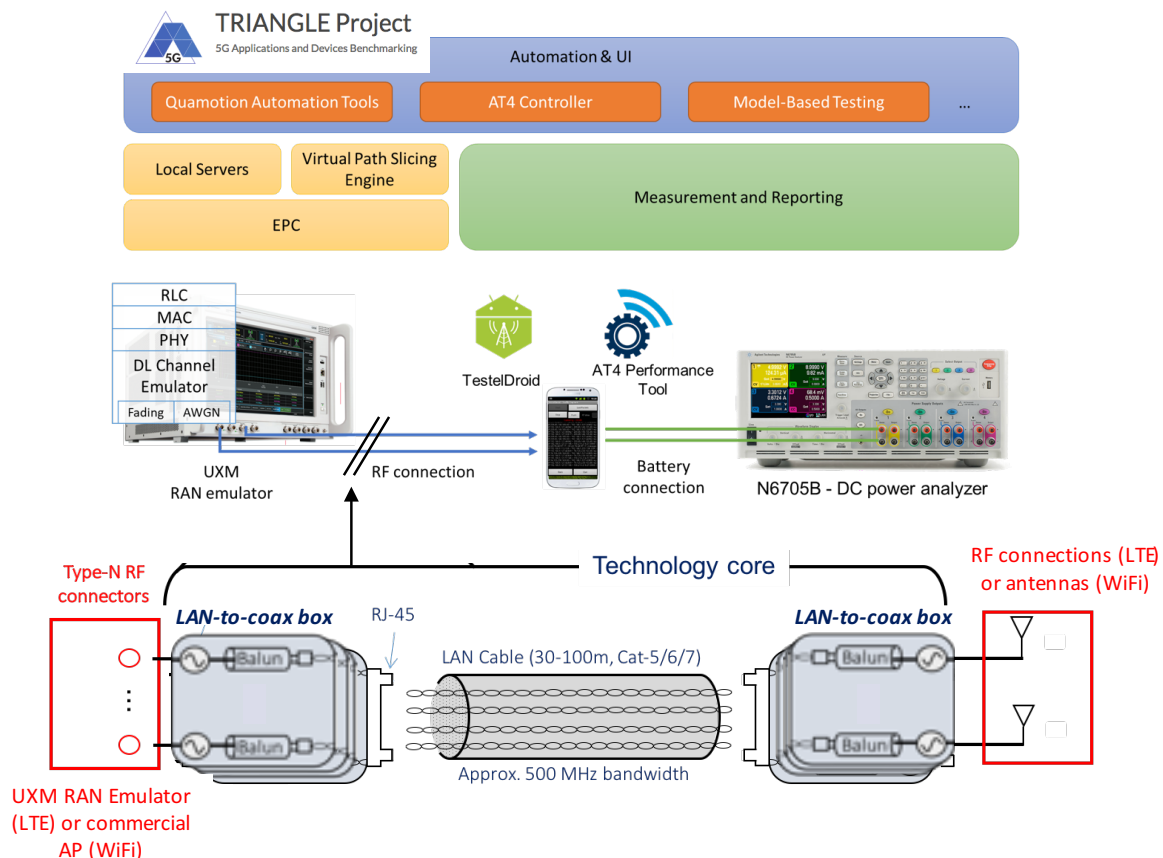 TRIANGLE Project
5G Applications and Devices Benchmarking
5G
Automation & UI
Quamotion Automation Tools
AT4 Controller
Model-Based Testing
...
Local Servers
Virtual Path Slicing
Engine
Measurement and Reporting
EPC
RLC
MAC
PHY
DL Channel
Emulator
Fading
AWGN
TestelDroid
AT4 Performance
Tool
UXM
RAN emulator
RF connection
Battery
connection
N6705B - DC power analyzer
Technology core
Type-N RF
connectors
RF connections (LTE)
or antennas (WiFi)
LAN-to-coax box
RJ-45
LAN-to-coax box
Balun
LAN Cable (30-100m, Cat-5/6/7)
Balun
Balun
Approx. 500 MHz bandwidth
Balun
UXM RAN Emulator
(LTE) or commercial
AP (WiFi)